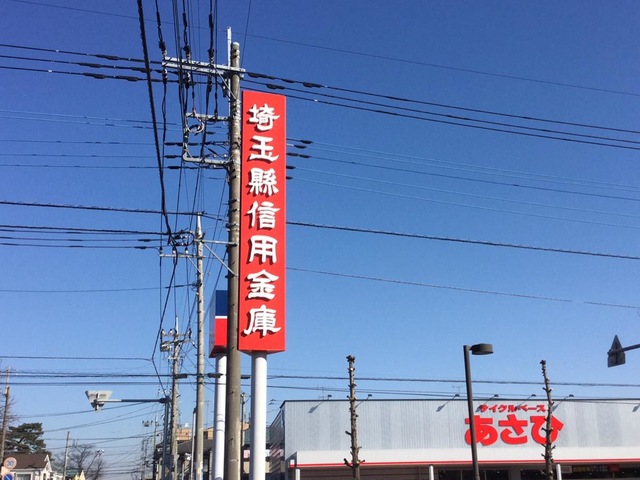 埼玉縣信用金庫
サイクルベース
あさひ